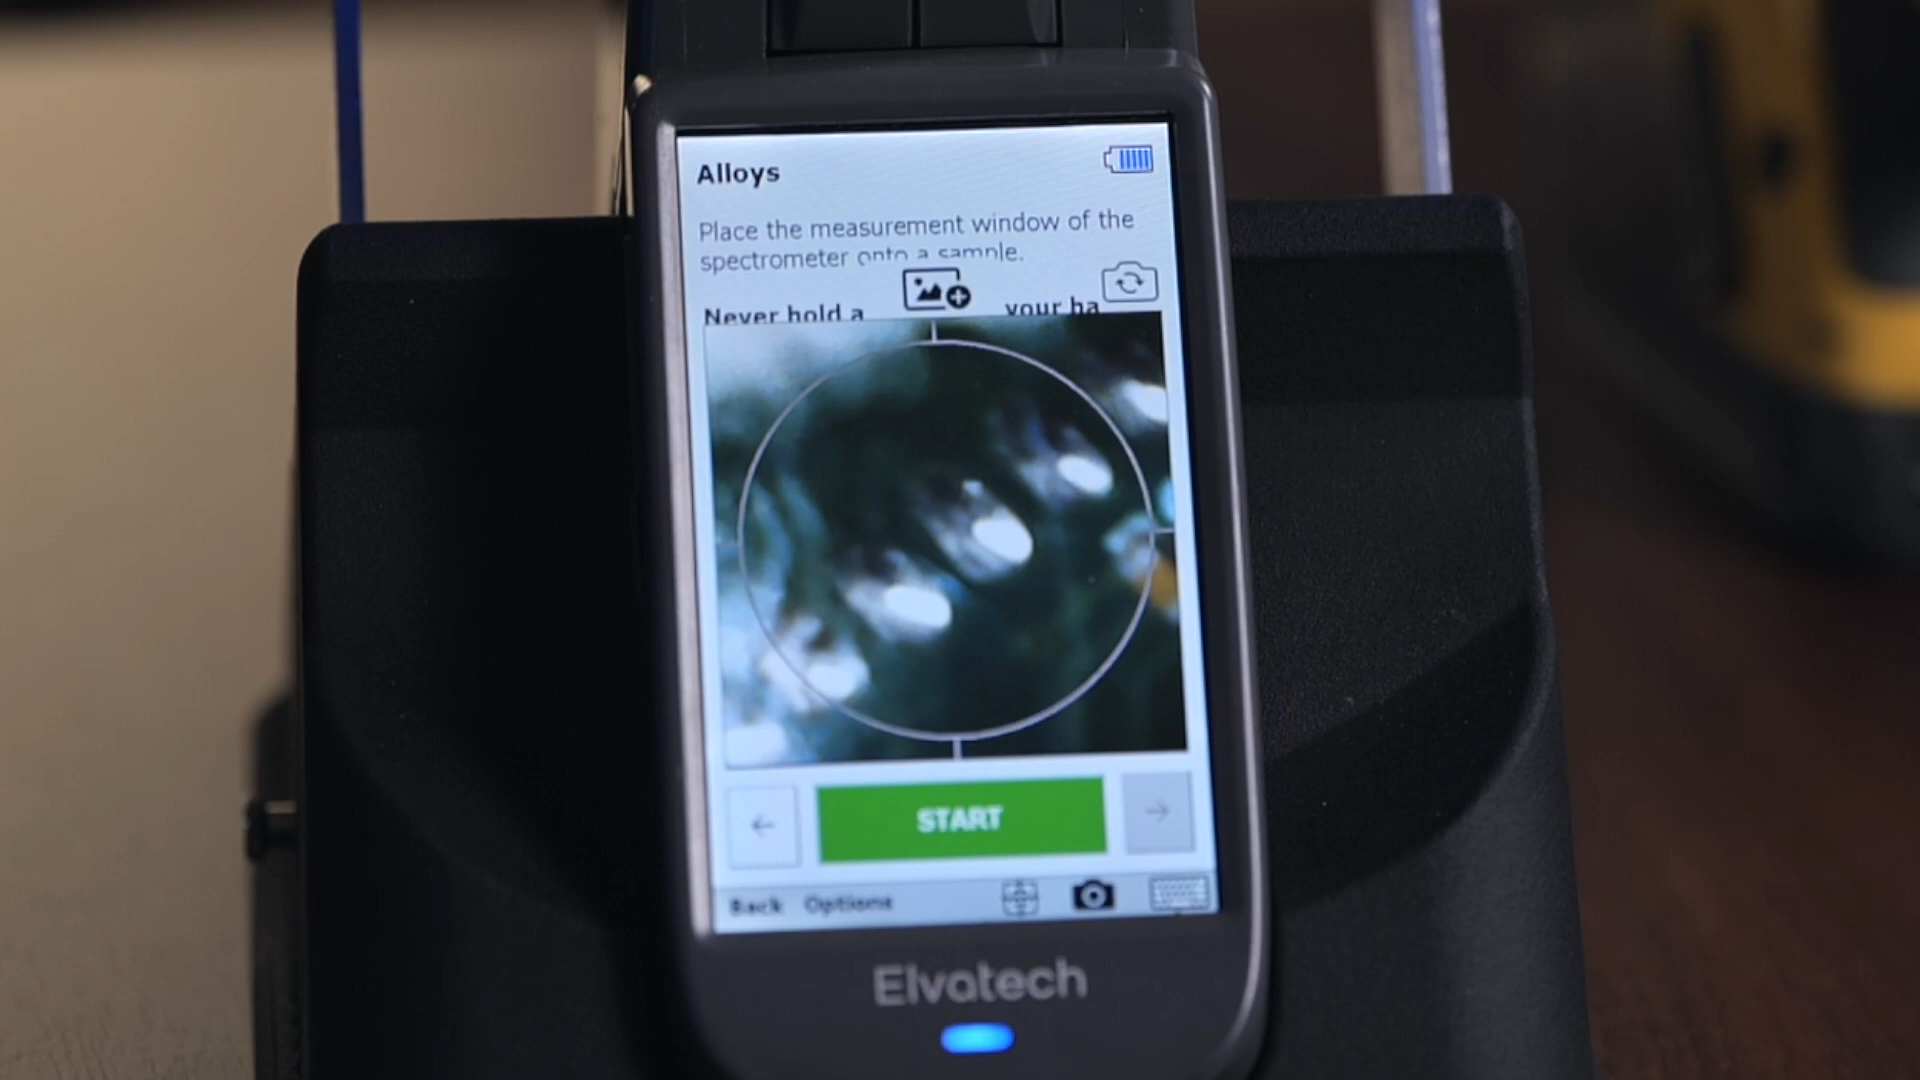 Alloys
Place the measurement window of the
spectrometer onto a sample.
Never hold a your ha
START
Back Options
Elvatech